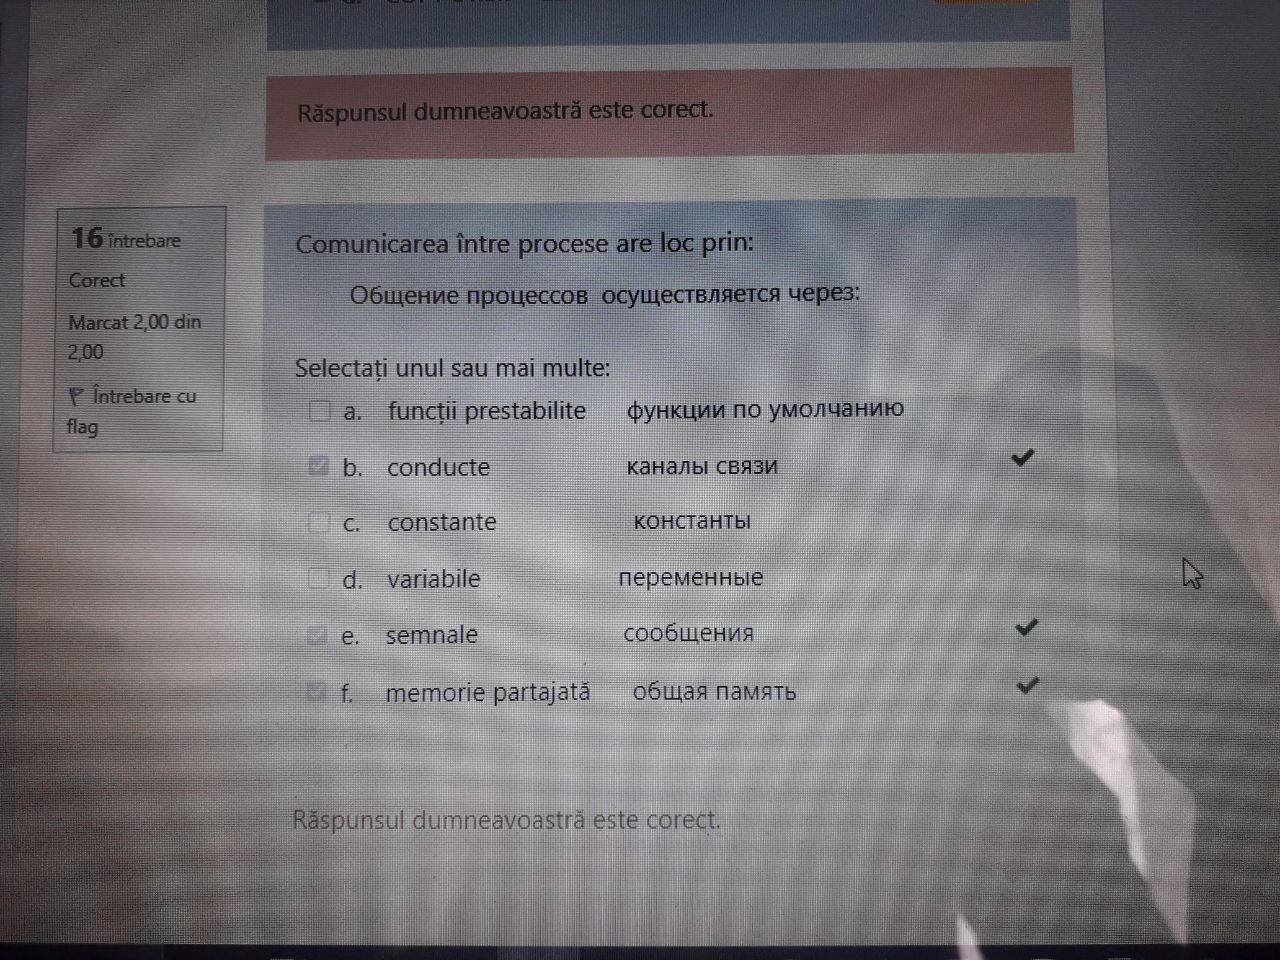 Răspunsul dumneavoastră este corect.
16 întrebare
Corect
Marcat 2,00 din
2,00
Întrebare cu
flag
Comunicarea între procese are loc prin:
Общение процессов осуществляется через:
Selectați unul sau mai multe:
a. funcții prestabilite функции по умолчанию
b. conducte каналы связи
c. constante константы
d. variabile переменные
e. semnale сообщения
f. memorie partajată общая память
Răspunsul dumneavoastră este corect.